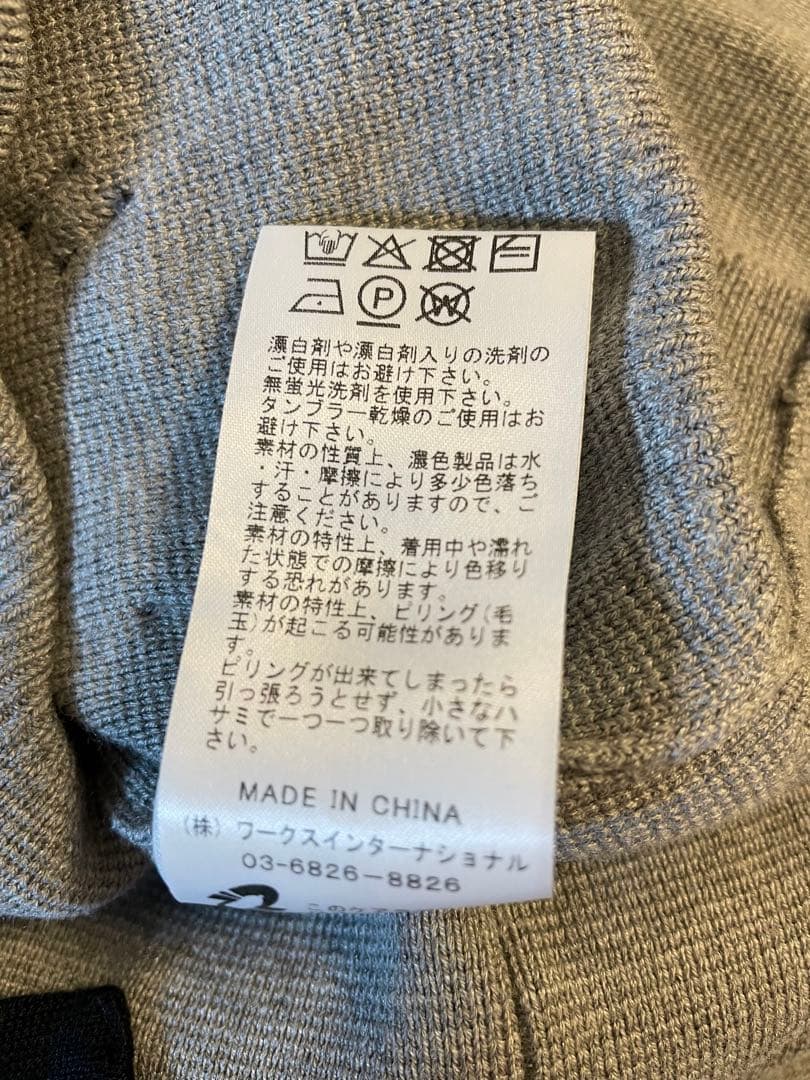 P
W
漂白剤や漂白剤入りの洗剤の
ご使用はお避け下さい。
無蛍光洗剤を使用下さい。
タンブラー乾燥のご使用はお
避け下さい。
素材の性質上、濃色製品は水
・汗・摩擦により多少色落ち
することがありますので、ご
注意ください。
素材の特性上、着用中や濡れ
た状態での摩擦により色移り
する恐れがあります。
素材の特性上、ピリング(毛
玉)が起こる可能性がありま
す。
ピリングが出来てしまったら
引っ張ろうとせず、小さなハ
サミで一つ一つ取り除いて下
さい。
MADE IN CHINA
(株)ワークスインターナショナル
03-6826-8826